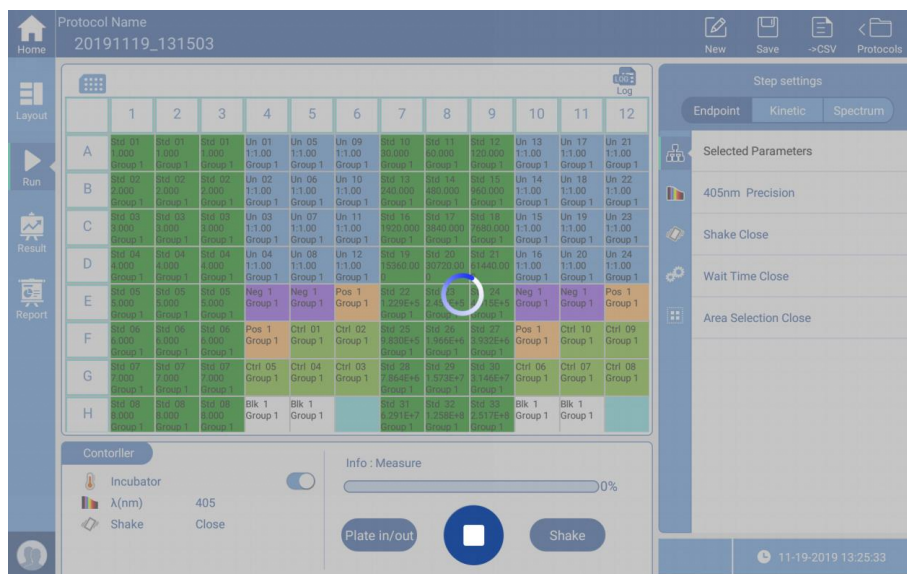 Protocol Name
20191119_131503
Home
New
Save
->CSV
Protocols
Layout
Run
Result
Report
Log
1 2 3 4 5 6 7 8 9 10 11 12
A
Std 01 Std 01 Std 01 Un 01 Un 05 Un 09 Std 10 Std 11 Std 12 Un 13 Un 17 Un 21
1.000 1.000 1.000 1:1.00 1:1.00 1:1.00 30.000 60.000 120.000 1:1.00 1:1.00 1:1.00
Group 1 Group 1 Group 1 Group 1 Group 1 Group 1 Group 1 Group 1 Group 1 Group 1 Group 1 Group 1
B
Std 02 Std 02 Std 02 Un 02 Un 06 Un 10 Std 13 Std 14 Std 15 Un 14 Un 18 Un 22
2.000 2.000 2.000 1:1.00 1:1.00 1:1.00 240.000 480.000 960.000 1:1.00 1:1.00 1:1.00
Group 1 Group 1 Group 1 Group 1 Group 1 Group 1 Group 1 Group 1 Group 1 Group 1 Group 1 Group 1
C
Std 03 Std 03 Std 03 Un 03 Un 07 Un 11 Std 16 Std 17 Std 18 Un 15 Un 19 Un 23
3.000 3.000 3.000 1:1.00 1:1.00 1:1.00 1920.000 3840.000 7680.000 1:1.00 1:1.00 1:1.00
Group 1 Group 1 Group 1 Group 1 Group 1 Group 1 Group 1 Group 1 Group 1 Group 1 Group 1 Group 1
D
Std 04 Std 04 Std 04 Un 04 Un 08 Un 12 Std 19 Std 20 Std 21 Un 16 Un 20 Un 24
4.000 4.000 4.000 1:1.00 1:1.00 1:1.00 15360.00 30720.00 61440.00 1:1.00 1:1.00 1:1.00
Group 1 Group 1 Group 1 Group 1 Group 1 Group 1 0 0 0 Group 1 Group 1 Group 1
E
Std 05 Std 05 Std 05 Neg 1 Neg 1 Pos 1 Std 22 Neg 1 Neg 1 Pos 1
5.000 5.000 5.000 Group 1 Group 1 Group 1 1.229E+5 Group 1 Group 1 Group 1
Group 1 Group 1 Group 1 Group 1 Group 1 Group 1
F
Std 06 Std 06 Std 06 Pos 1 Ctrl 01 Ctrl 02 Std 25 Std 26 Std 27 Pos 1 Ctrl 10 Ctrl 09
6.000 6.000 6.000 Group 1 Group 1 Group 1 9.830E+5 1.966E+6 3.932E+6 Group 1 Group 1 Group 1
Group 1 Group 1 Group 1 Group 1 Group 1 Group 1
G
Std 07 Std 07 Std 07 Ctrl 05 Ctrl 04 Ctrl 03 Std 28 Std 29 Std 30 Ctrl 06 Ctrl 07 Ctrl 08
7.000 7.000 7.000 Group 1 Group 1 Group 1 7.864E+6 1.573E+7 3.146E+7 Group 1 Group 1 Group 1
Group 1 Group 1 Group 1 Group 1 Group 1 Group 1
H
Std 08 Std 08 Std 08 Blk 1 Blk 1 Std 31 Std 32 Std 33 Blk 1 Blk 1
8.000 8.000 8.000 Group 1 Group 1 6.291E+7 1.258E+8 2.517E+8 Group 1 Group 1
Group 1 Group 1 Group 1 Group 1 Group 1 Group 1
Step settings
Endpoint Kinetic Spectrum
Selected Parameters
405nm Precision
Shake Close
Wait Time Close
Area Selection Close
Contorller
Incubator
λ(nm) 405
Shake Close
Info : Measure
0%
Plate in/out
Shake
11-19-2019 13:25:33